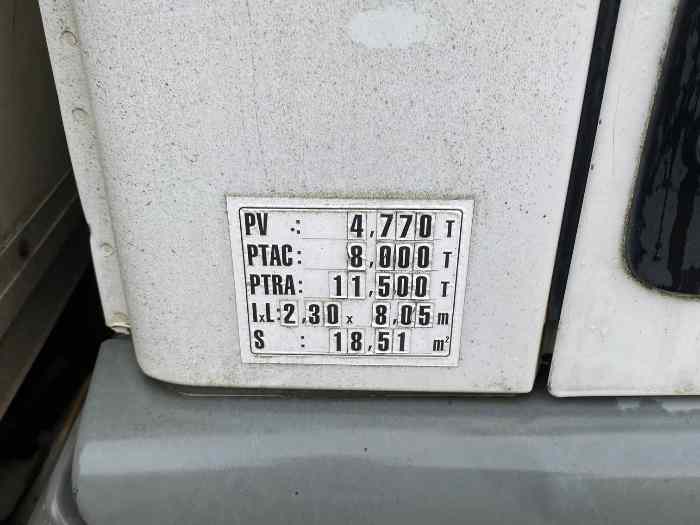 PV .: 4,770 T
PTAC: 8,000 T
PTRA: 11,500 T
lxL: 2,30 x 8,05 m
S : 18,51 m²